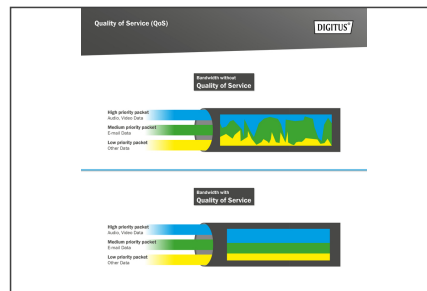 Quality of Service (QoS)
DIGITUS®
Bandwidth without
Quality of Service
High priority packet
Audio, Video Data
Medium priority packet
E-mail Data
Low priority packet
Other Data
Bandwidth with
Quality of Service
High priority packet
Audio, Video Data
Medium priority packet
E-mail Data
Low priority packet
Other Data